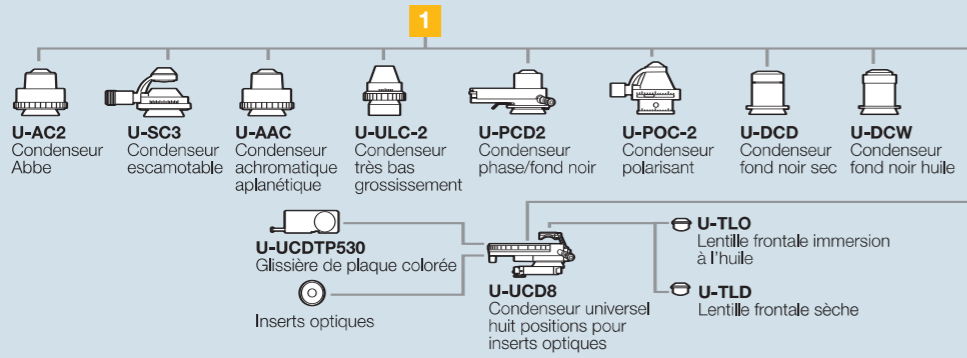 1
U-AC2
Condenseur
Abbe
U-SC3
Condenseur
escamotable
U-AAC
Condenseur
achromatique
aplanétique
U-ULC-2
Condenseur
très bas
grossissement
U-PCD2
Condenseur
phase/fond noir
U-POC-2
Condenseur
polarisant
U-DCD
Condenseur
fond noir sec
U-DCW
Condenseur
fond noir huile
U-UCDTP530
Glissière de plaque colorée
Inserts optiques
U-UCD8
Condenseur universel
huit positions pour
inserts optiques
U-TLO
Lentille frontale immersion
à l'huile
U-TLD
Lentille frontale sèche